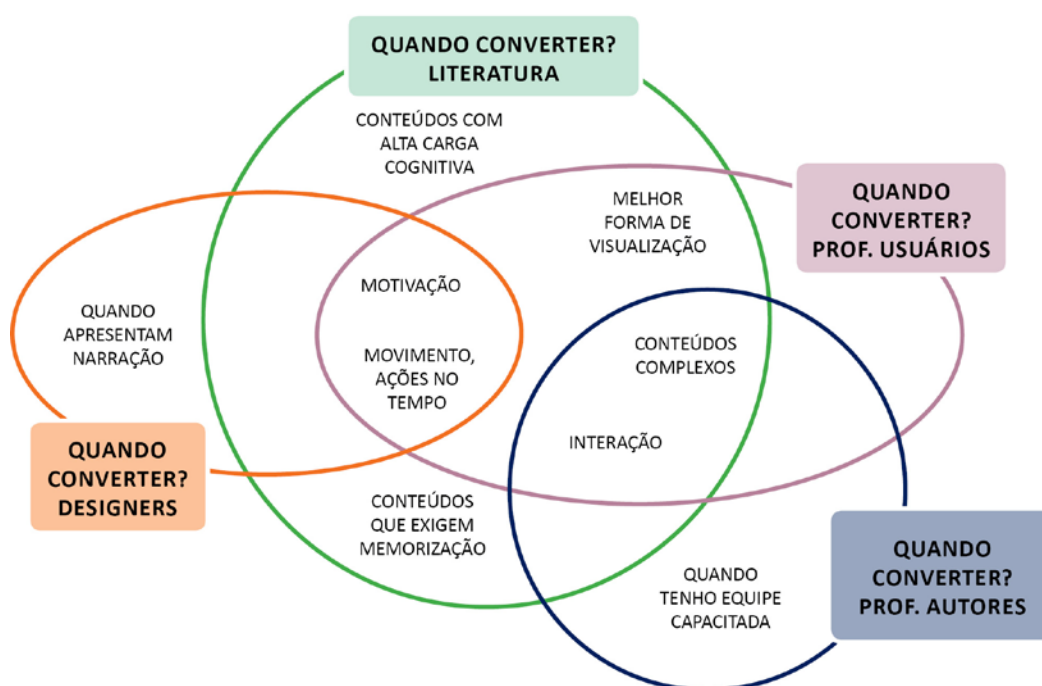 QUANDO CONVERTER?
LITERATURA
CONTEÚDOS COM
ALTA CARGA
COGNITIVA
QUANDO
CONVERTER?
PROF. USUÁRIOS
MELHOR
FORMA DE
VISUALIZAÇÃO
MOTIVAÇÃO
QUANDO
APRESENTAM
NARRAÇÃO
MOVIMENTO,
AÇÕES NO
TEMPO
CONTEÚDOS
COMPLEXOS
INTERAÇÃO
QUANDO
CONVERTER?
DESIGNERS
CONTEÚDOS
QUE EXIGEM
MEMORIZAÇÃO
QUANDO
CONVERTER?
PROF. AUTORES
QUANDO
TENHO EQUIPE
CAPACITADA